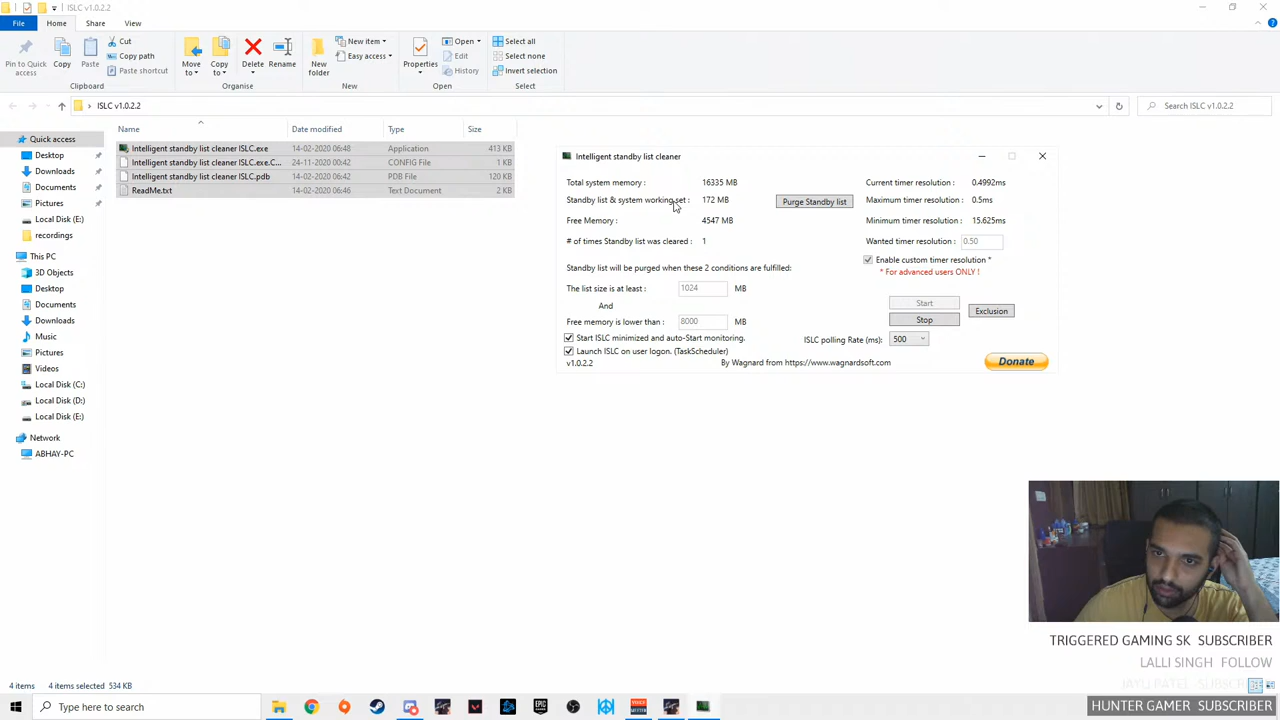 ISLC v1.0.2.2
File
Home
Share
View
Pin to Quick access
Copy
Paste
Cut
Copy path
Paste shortcut
Clipboard
Move to
Copy to
Delete
Rename
Organise
New folder
New item
Easy access
New
Properties
Open
Edit
History
Open
Select all
Select none
Invert selection
Select
ISLC v1.0.2.2
Search ISLC v1.0.2.2
Quick access
Desktop
Downloads
Documents
Pictures
Local Disk (E:)
recordings
This PC
3D Objects
Desktop
Documents
Downloads
Music
Pictures
Videos
Local Disk (C:)
Local Disk (D:)
Local Disk (E:)
Network
ABHAY-PC
Name Date modified Type Size
Intelligent standby list cleaner ISLC.exe 14-02-2020 06:48 Application 413 KB
Intelligent standby list cleaner ISLC.exe.C... 24-11-2020 00:42 CONFIG File 1 KB
Intelligent standby list cleaner ISLC.pdb 14-02-2020 06:42 PDB File 120 KB
ReadMe.txt 14-02-2020 06:46 Text Document 2 KB
Intelligent standby list cleaner
Total system memory : 16335 MB
Standby list & system working set : 172 MB
Free Memory : 4547 MB
# of times Standby list was cleared : 1
Purge Standby list
Current timer resolution : 0.4992ms
Maximum timer resolution : 0.5ms
Minimum timer resolution : 15.625ms
Wanted timer resolution : 0.50
Enable custom timer resolution *
* For advanced users ONLY !
Standby list will be purged when these 2 conditions are fulfilled:
The list size is at least : 1024 MB
And
Free memory is lower than : 8000 MB
Start
Stop
Exclusion
Start ISLC minimized and auto-Start monitoring.
Launch ISLC on user logon. (TaskScheduler)
ISLC polling Rate (ms): 500
v1.0.2.2
By Wagnard from https://www.wagnardsoft.com
Donate
TRIGGERED GAMING SK SUBSCRIBER
LALLI SINGH FOLLOW
JAYU PATEL SUBSCRIBER
HUNTER GAMER SUBSCRIBER
4 items
4 items selected 534 KB
Type here to search